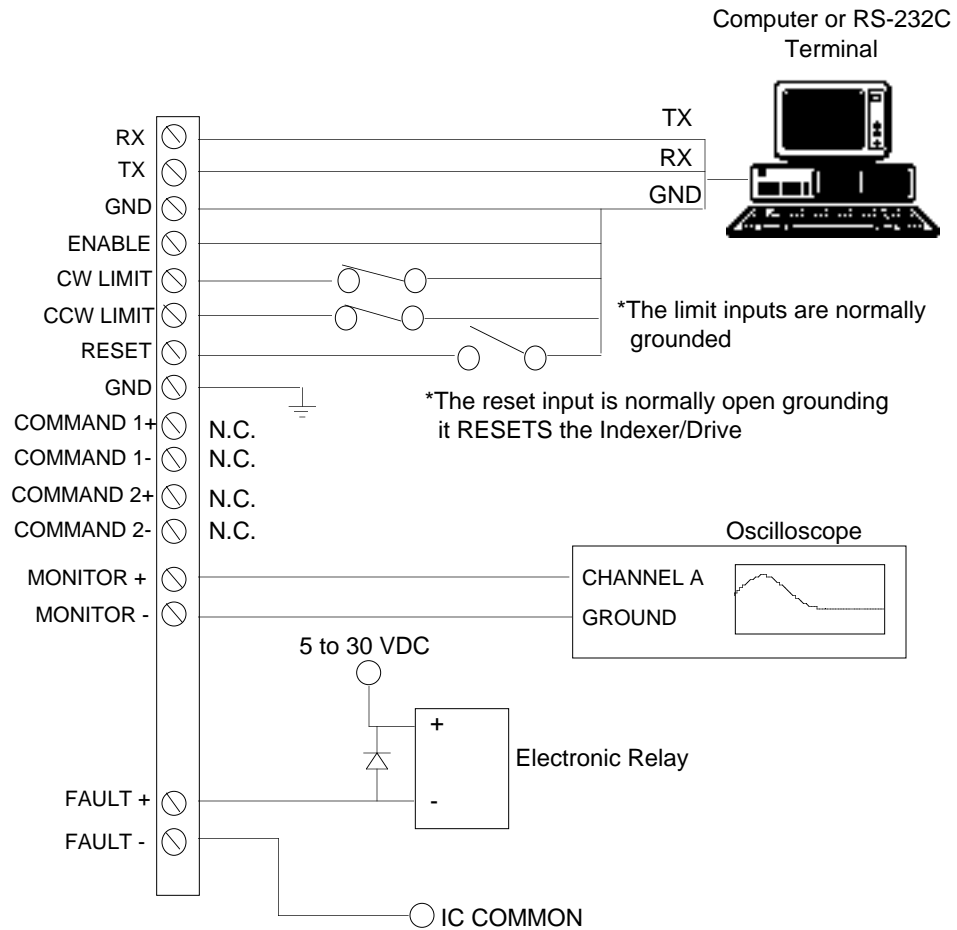 Computer or RS-232C
Terminal
TX
RX
GND
RX
TX
GND
ENABLE
CW LIMIT
CCW LIMIT
RESET
GND
COMMAND 1+
COMMAND 1-
COMMAND 2+
COMMAND 2-
MONITOR +
MONITOR -
FAULT +
FAULT -
*The limit inputs are normally
grounded
*The reset input is normally open grounding
it RESETS the Indexer/Drive
N.C.
N.C.
N.C.
N.C.
Oscilloscope
CHANNEL A
GROUND
5 to 30 VDC
+
-
Electronic Relay
IC COMMON